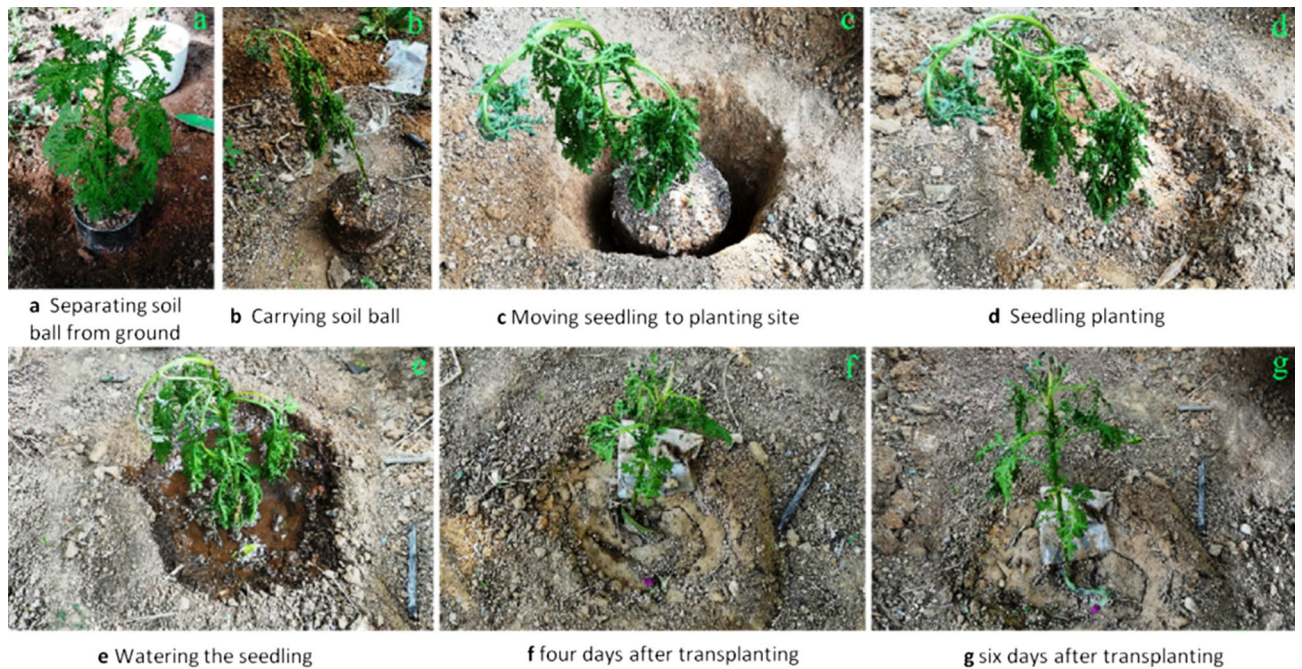 a
b
c
d
a Separating soil
ball from ground
b Carrying soil ball
c Moving seedling to planting site
d Seedling planting
e
f
g
e Watering the seedling
f four days after transplanting
g six days after transplanting